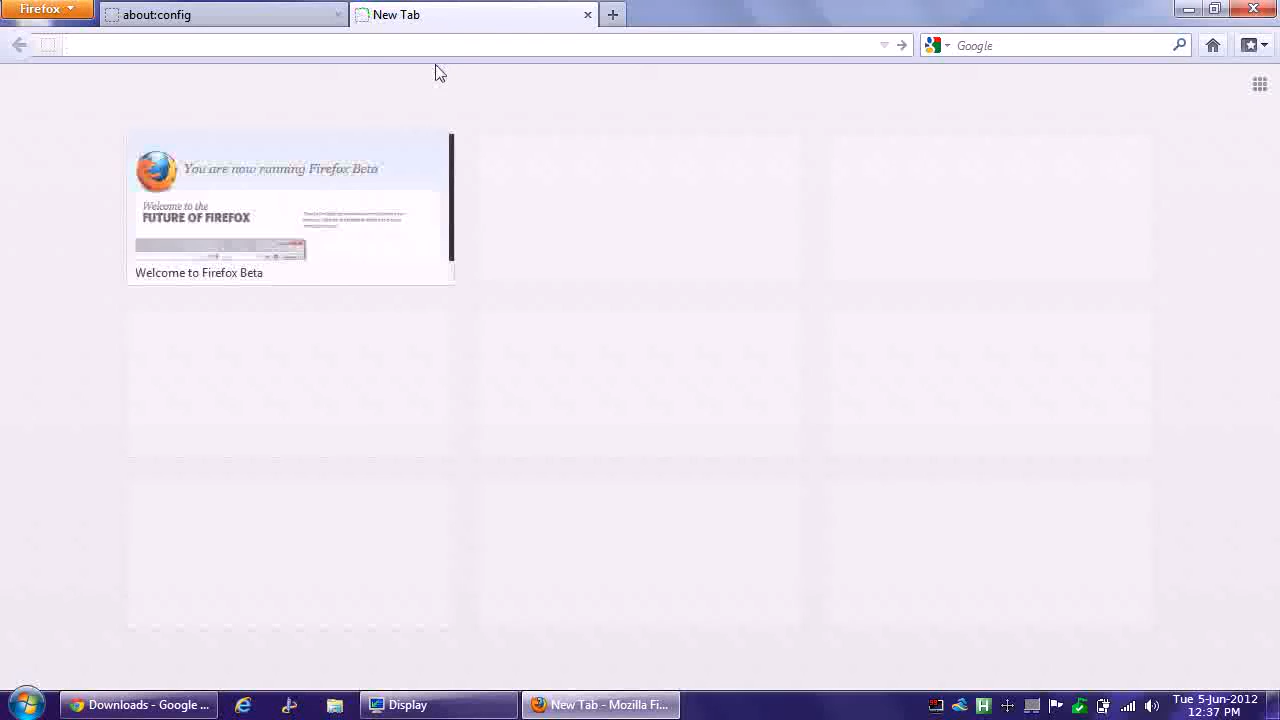 Firefox
about:config
New Tab
Google
You are now running Firefox Beta
Welcome to the
FUTURE OF FIREFOX
Welcome to Firefox Beta
Downloads - Google ...
Display
New Tab - Mozilla Fi...
Tue 5-Jun-2012
12:37 PM